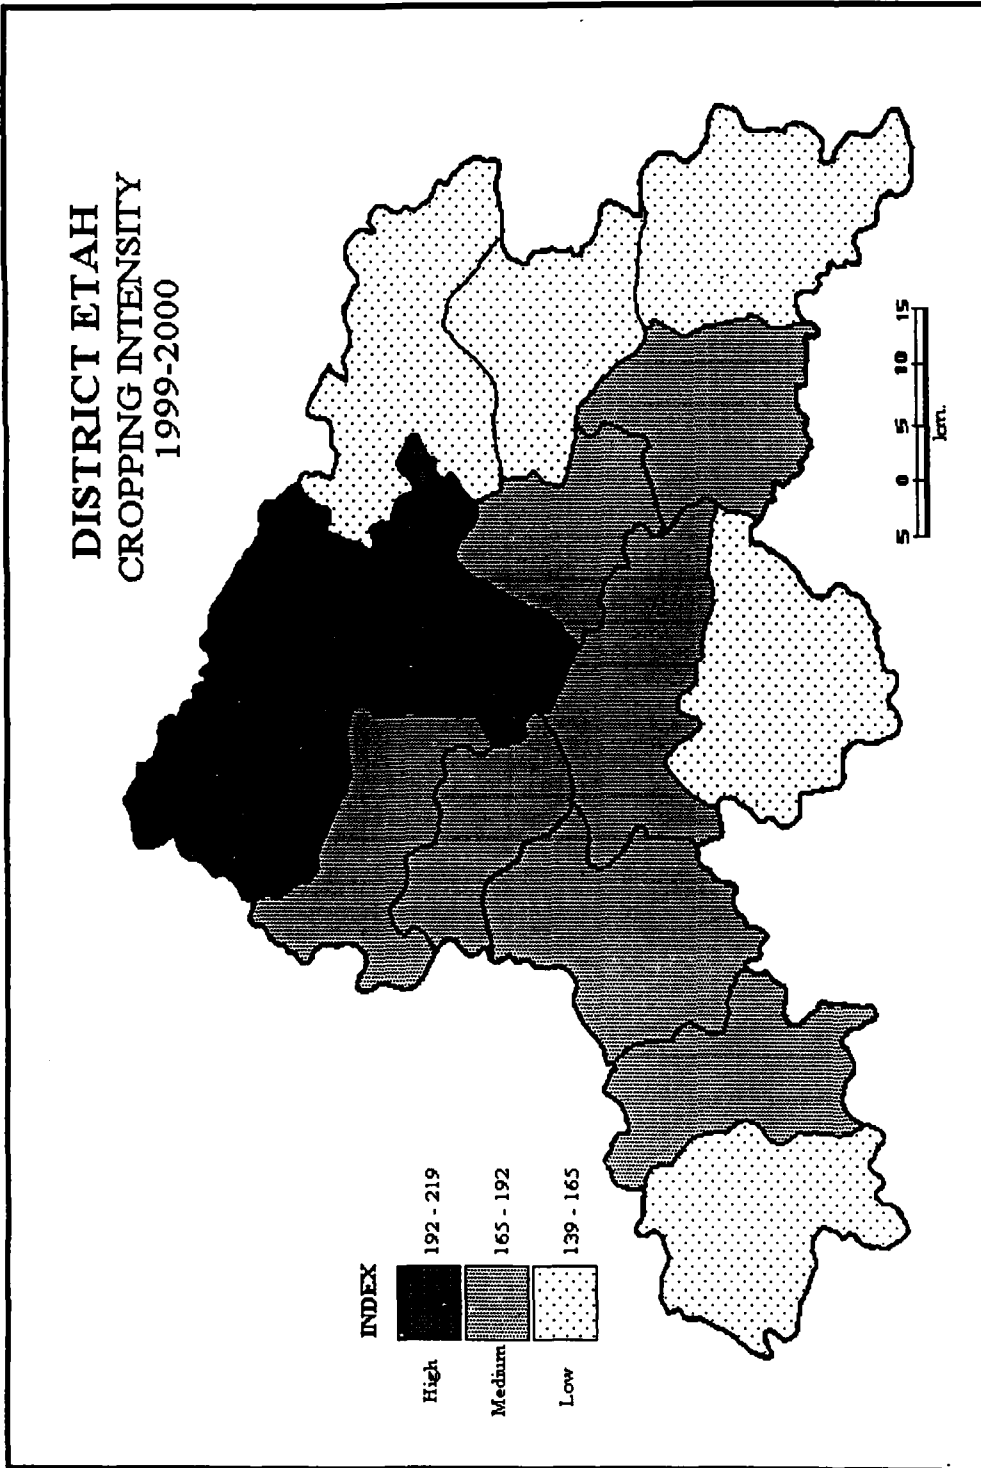 DISTRICT ETAH
CROPPING INTENSITY
1999-2000
INDEX
High 192 - 219
Medium 165 - 192
Low 139 - 165
5 0 5 10 15
km.